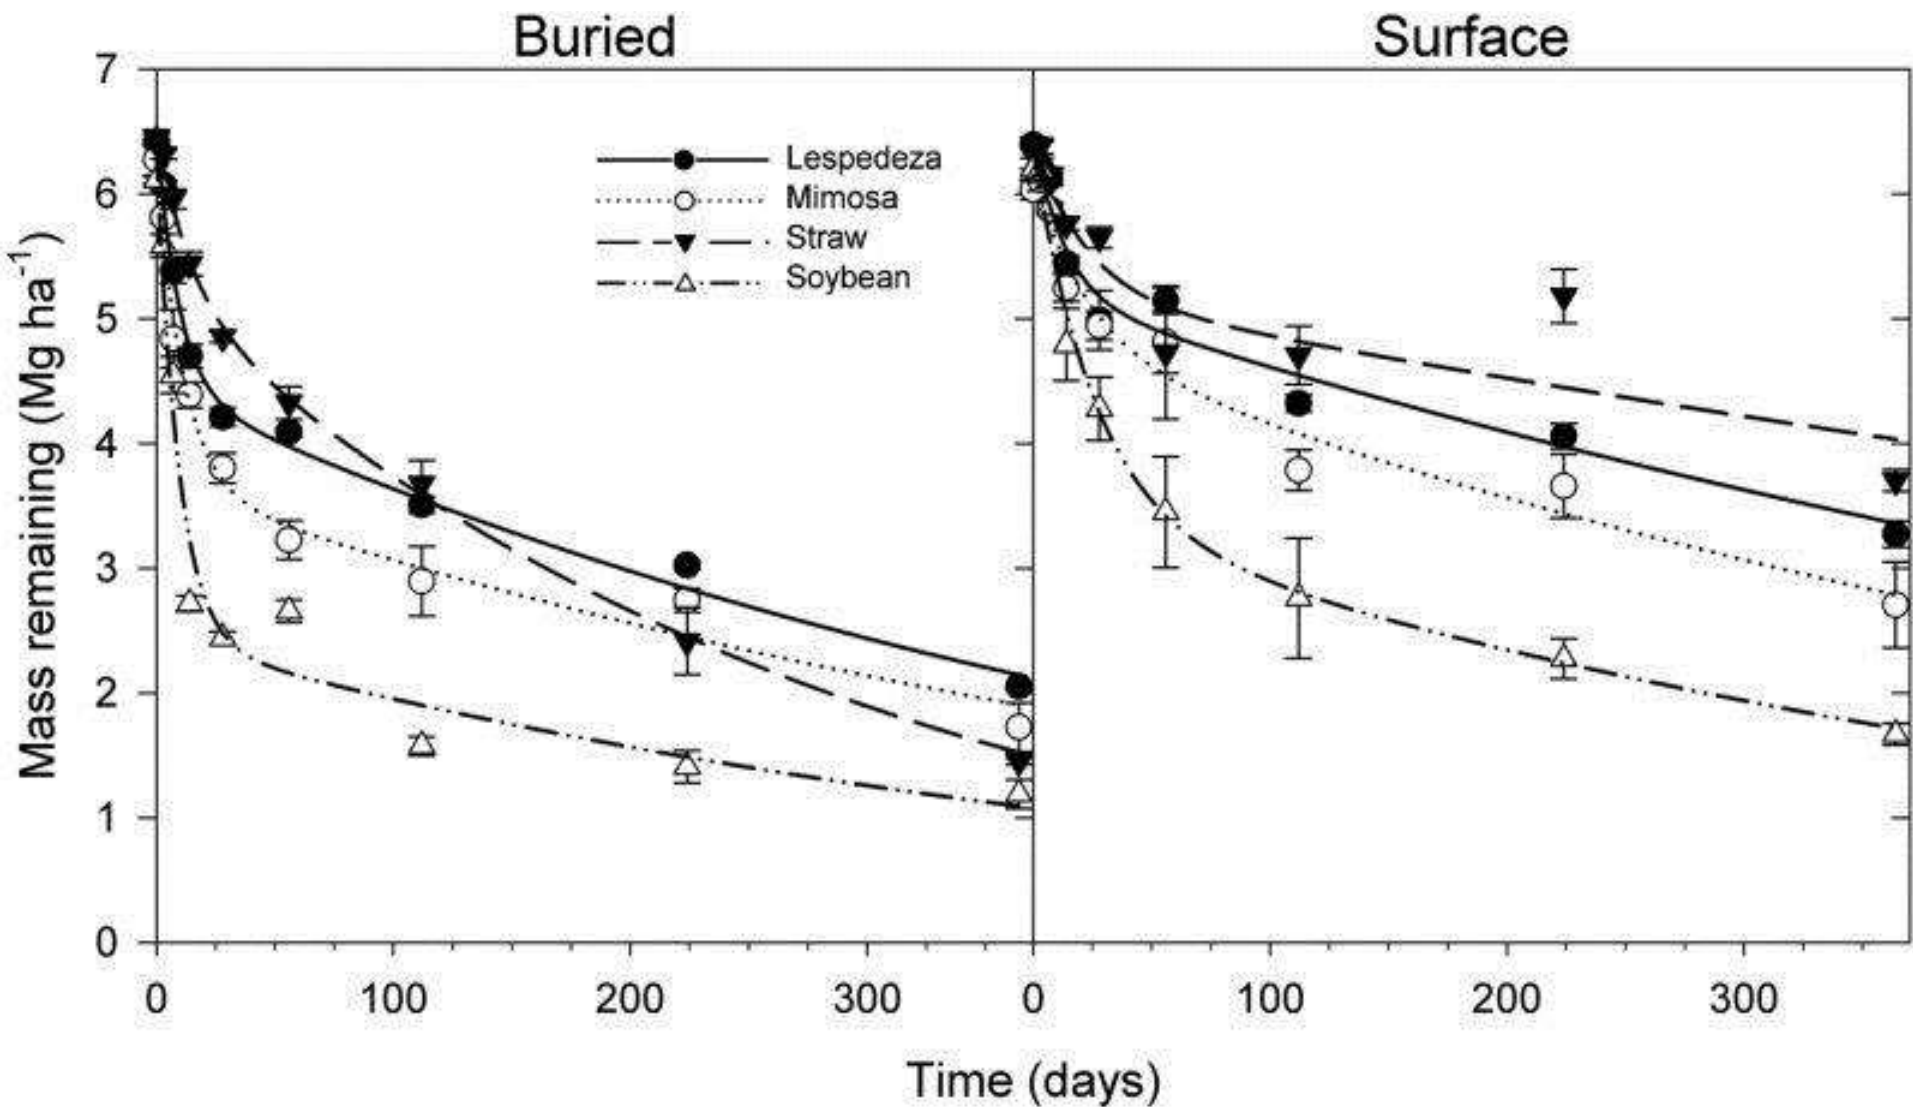 Buried Surface
7
6
5
4
3
2
1
0
Mass remaining (Mg ha⁻¹)
Lespedeza
Mimosa
Straw
Soybean
0 100 200 300 0 100 200 300
Time (days)